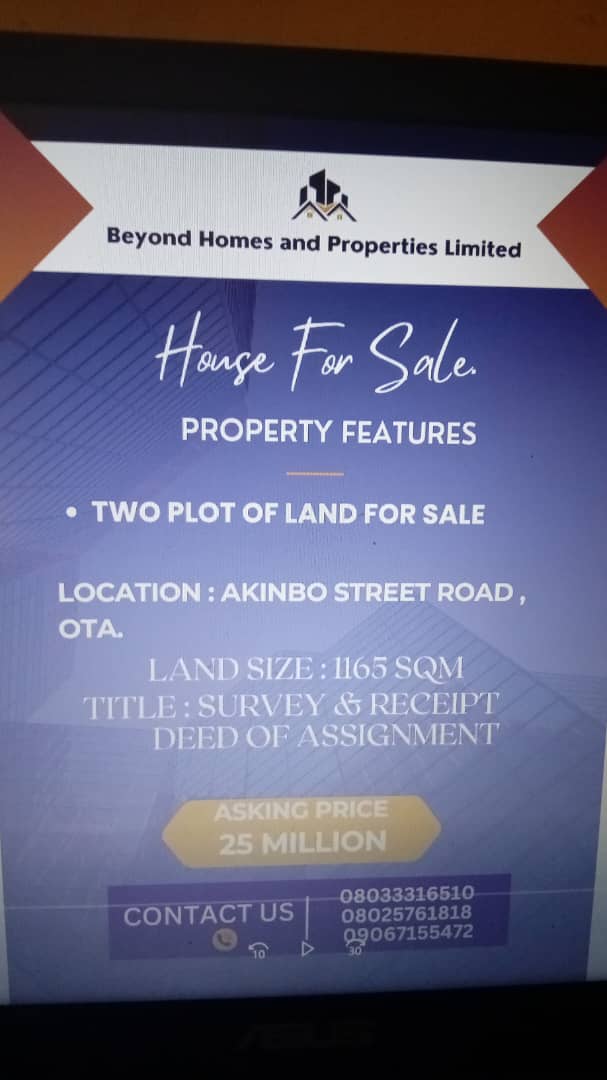 Beyond Homes and Properties Limited
House For Sale.
PROPERTY FEATURES
• TWO PLOT OF LAND FOR SALE
LOCATION : AKINBO STREET ROAD ,
OTA.
LAND SIZE : 1165 SQM
TITLE : SURVEY & RECEIPT
DEED OF ASSIGNMENT
ASKING PRICE
25 MILLION
CONTACT US
08033316510
08025761818
09067155472
10
30
ASUS